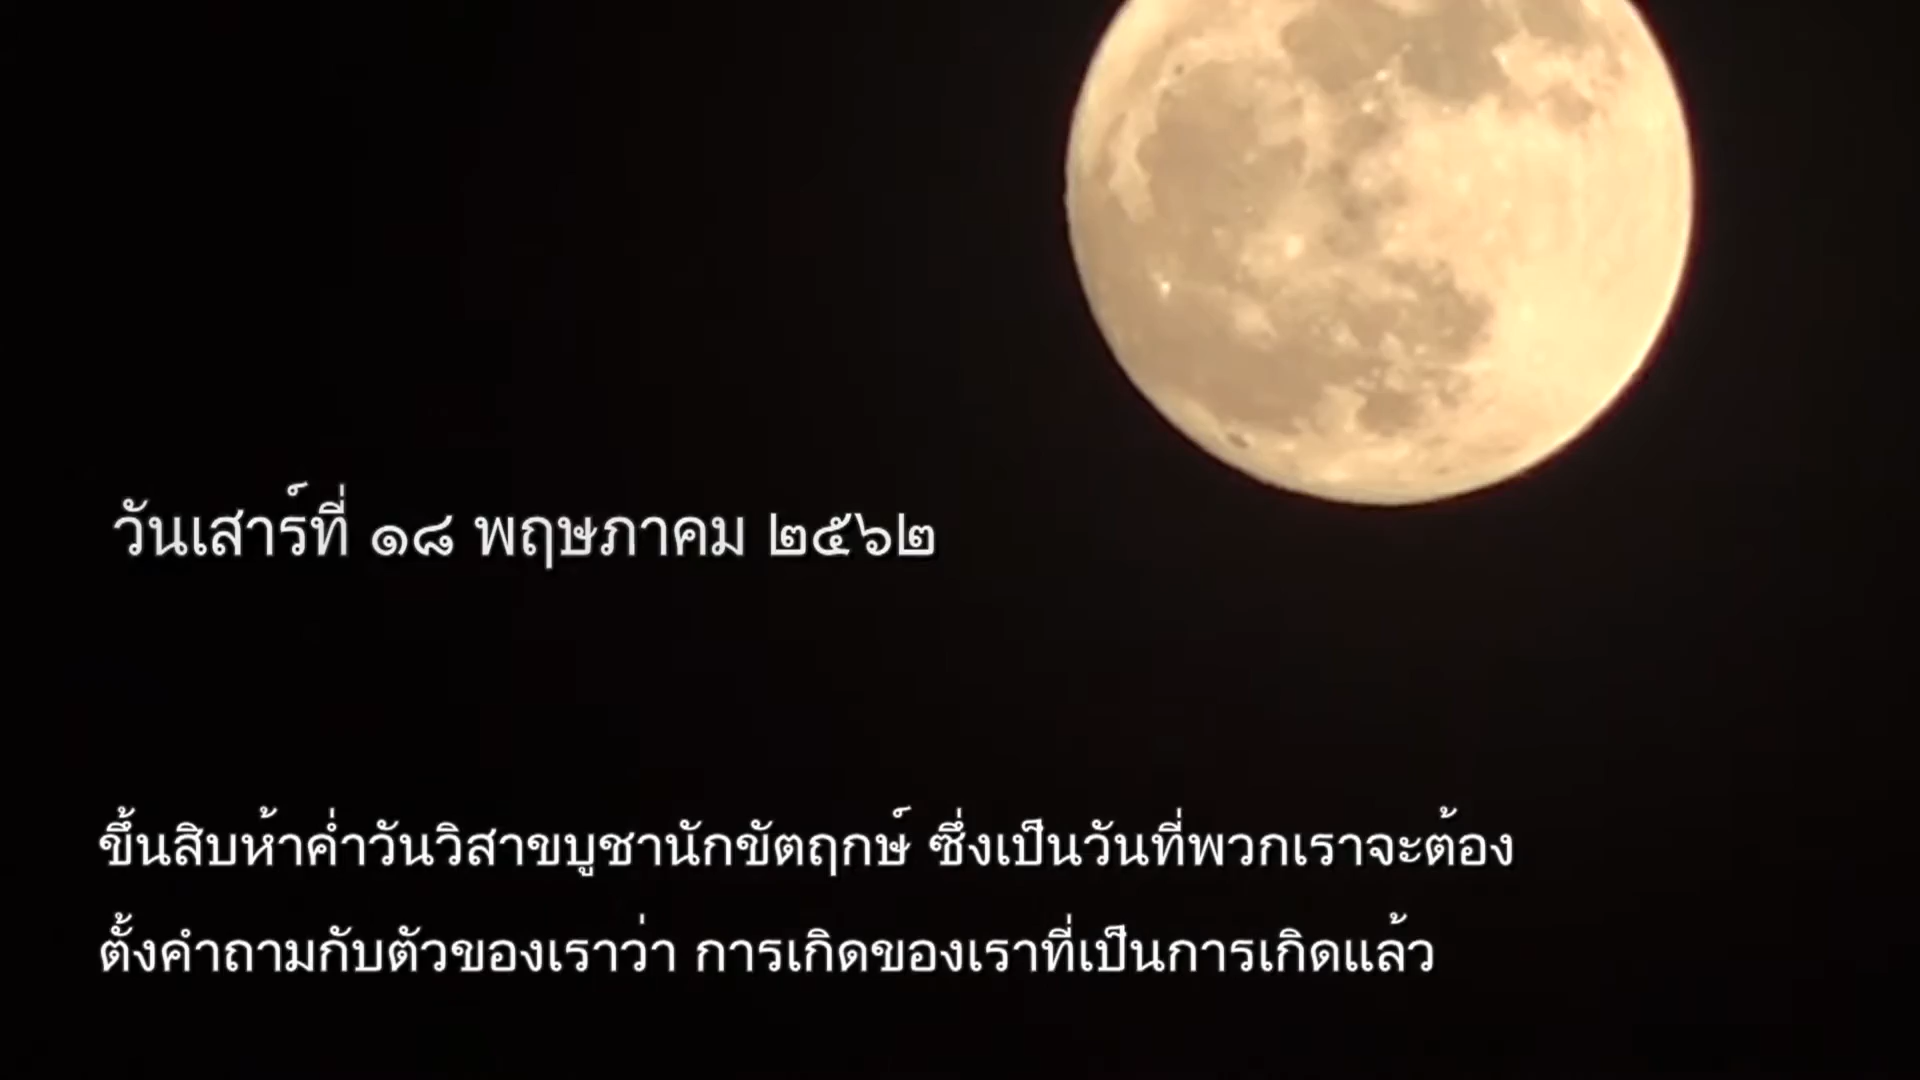 วันเสาร์ที่ ๑๘ พฤษภาคม ๒๕๖๒
ขึ้นสิบห้าค่ำวันวิสาขบูชานักขัตฤกษ์ ซึ่งเป็นวันที่พวกเราจะต้อง
ตั้งคำถามกับตัวของเราว่า การเกิดของเราที่เป็นการเกิดแล้ว